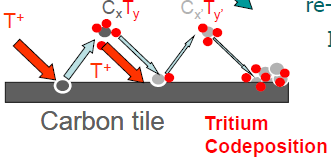 CxTy
CxTy'
re-
T+
T+
Carbon tile
Tritium
Codeposition